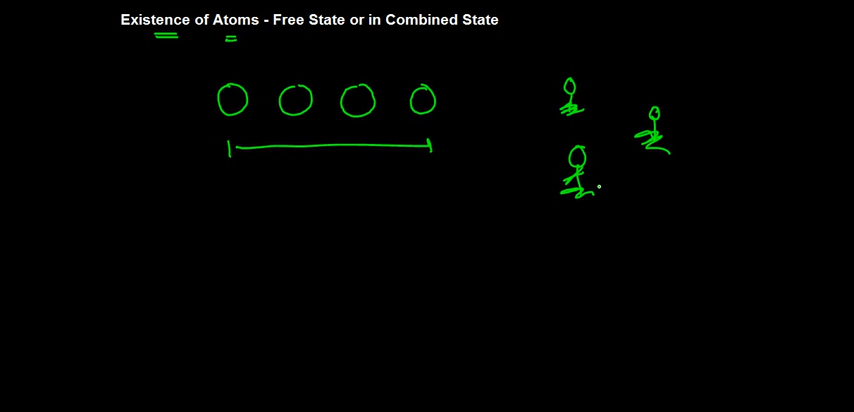 Existence of Atoms - Free State or in Combined State